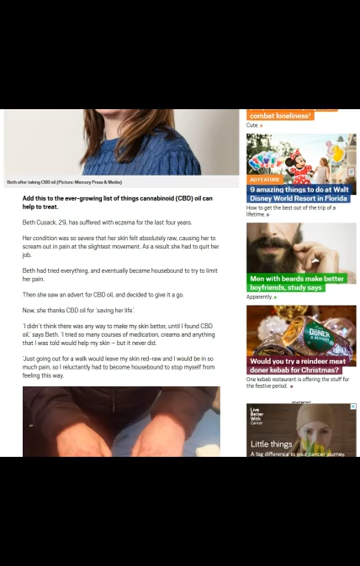 Beth after taking CBD oil (Picture: Mercury Press & Media)
Add this to the ever-growing list of things cannabinoid (CBD) oil can
help to treat.
Beth Cusack, 29, has suffered with eczema for the last four years.
Her condition was so severe that her skin felt absolutely raw, causing her to
scream out in pain at the slightest movement. As a result she had to quit her
job.
Beth had tried everything, and eventually became housebound to try to limit
her pain.
Then she saw an advert for CBD oil, and decided to give it a go.
Now, she thanks CBD oil for 'saving her life'.
'I didn't think there was any way to make my skin better, until I found CBD
oil,' says Beth. 'I tried so many courses of medication, creams and anything
that I was told would help my skin – but it never did.
'Just going out for a walk would leave my skin red-raw and I would be in so
much pain, so I reluctantly had to become housebound to stop myself from
feeling this way.
combat loneliness'
Cute »
AD FEATURE
9 amazing things to do at Walt
Disney World Resort in Florida
How to get the best out of the trip of a
lifetime. »
Men with beards make better
boyfriends, study says
Apparently. »
Would you try a reindeer meat
doner kebab for Christmas?
One kebab restaurant is offering the stuff for
the festive period. »
Live
Better
With
Cancer
Little things
A big difference to your cancer journey.